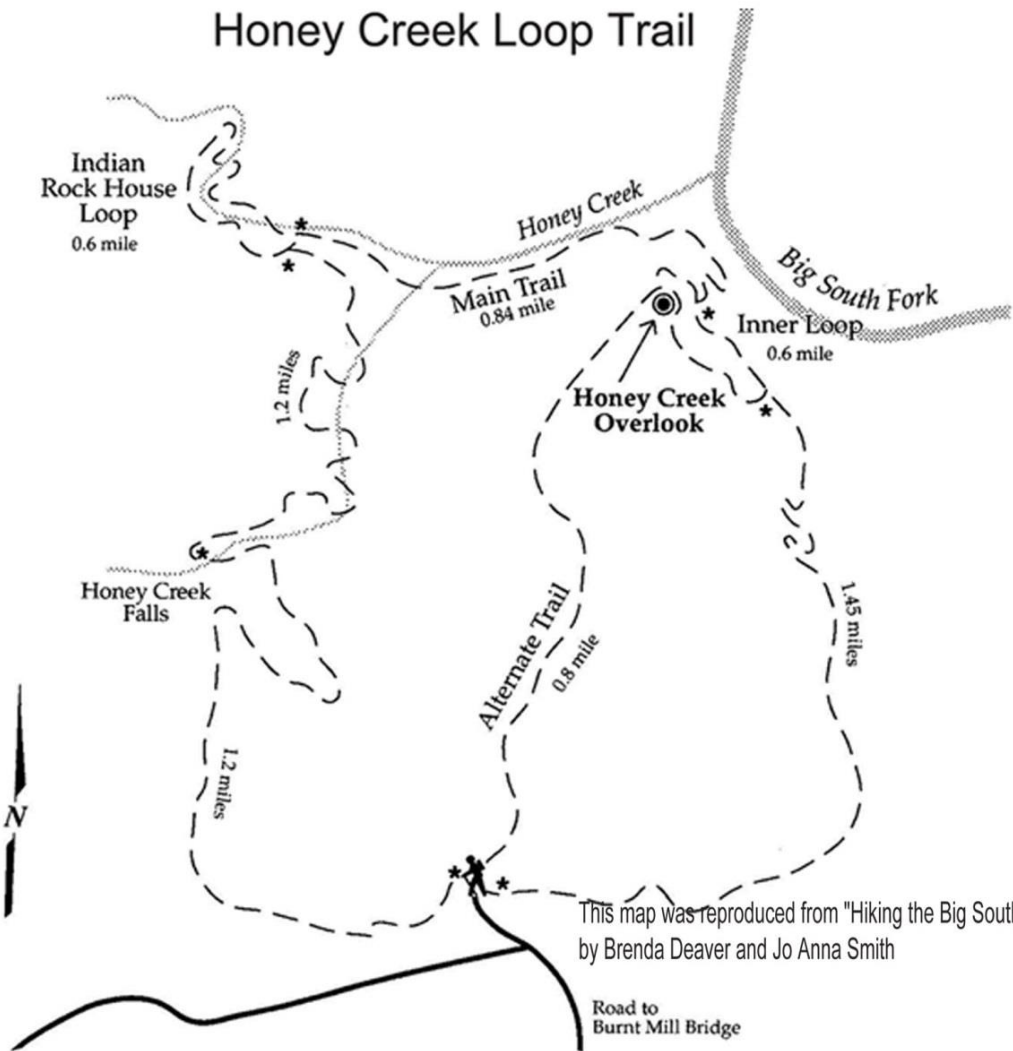 Honey Creek Loop Trail
Indian
Rock House
Loop
0.6 mile
Honey Creek
Main Trail
0.84 mile
Big South Fork
Inner Loop
0.6 mile
1.2 miles
Honey Creek
Overlook
Honey Creek
Falls
Alternate Trail
0.8 mile
1.45 miles
1.2 miles
N
This map was reproduced from "Hiking the Big Sout
by Brenda Deaver and Jo Anna Smith
Road to
Burnt Mill Bridge